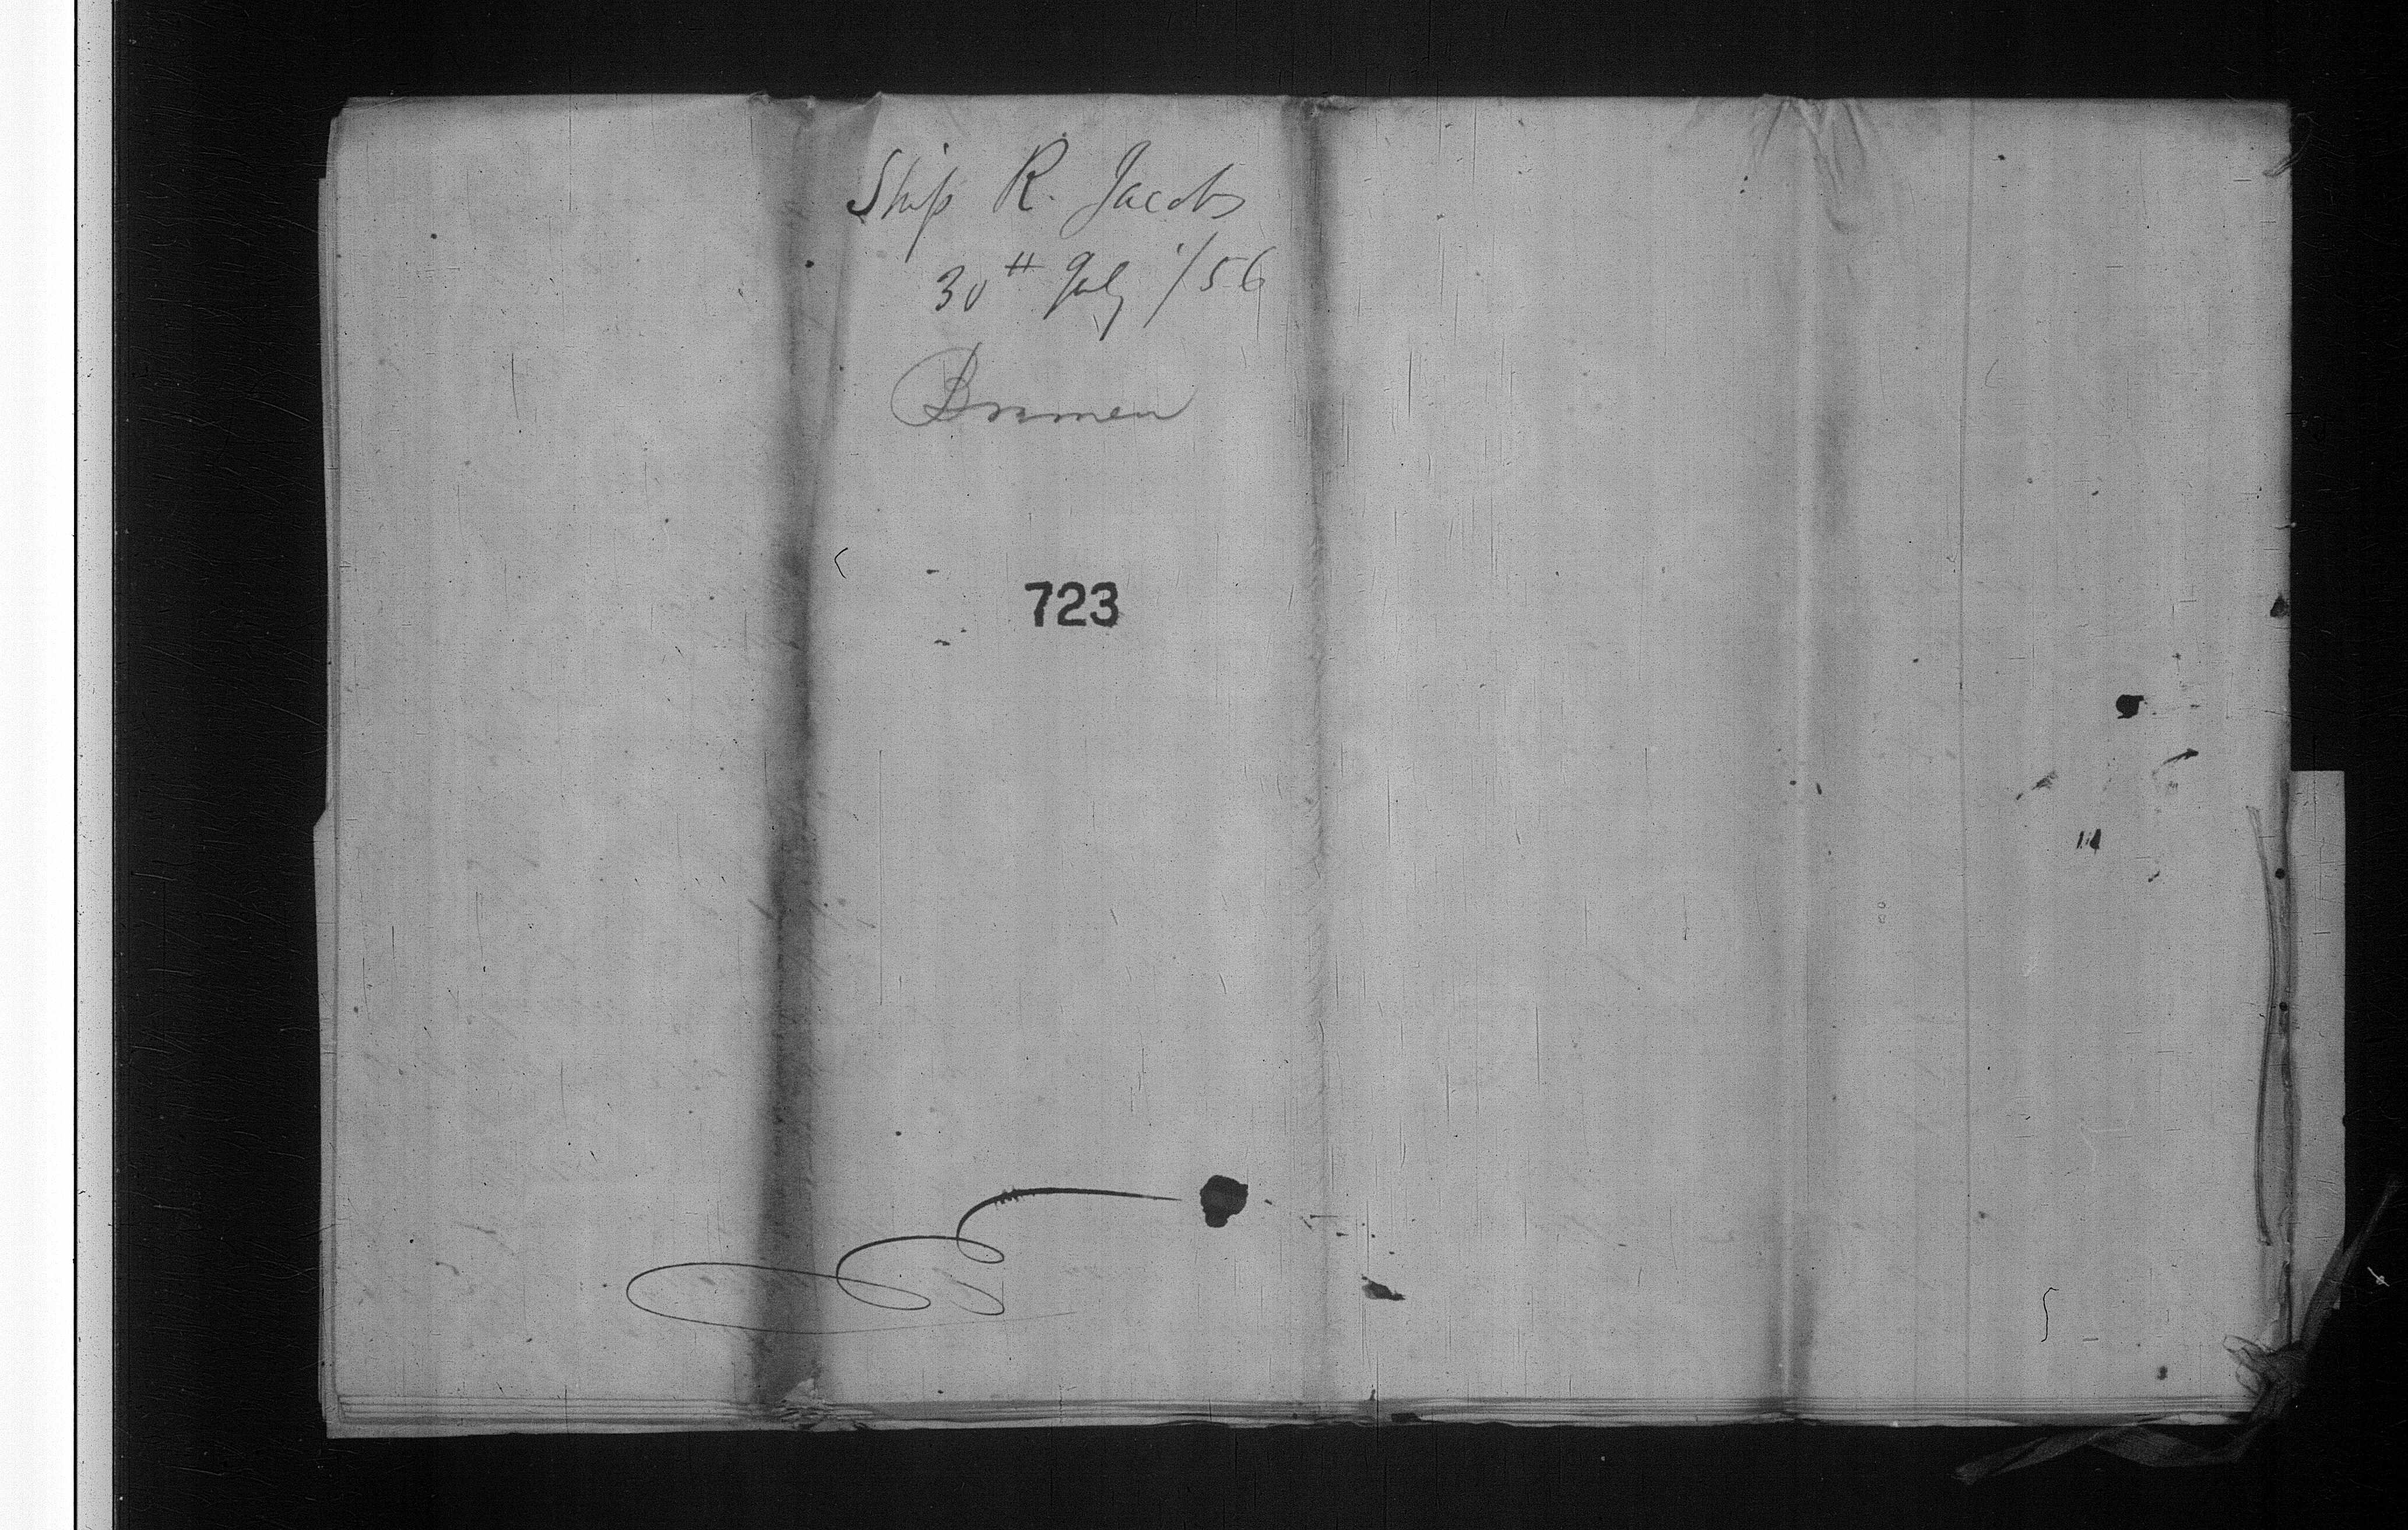 Ship R. Jacobs
30th July /56
Bremen
723